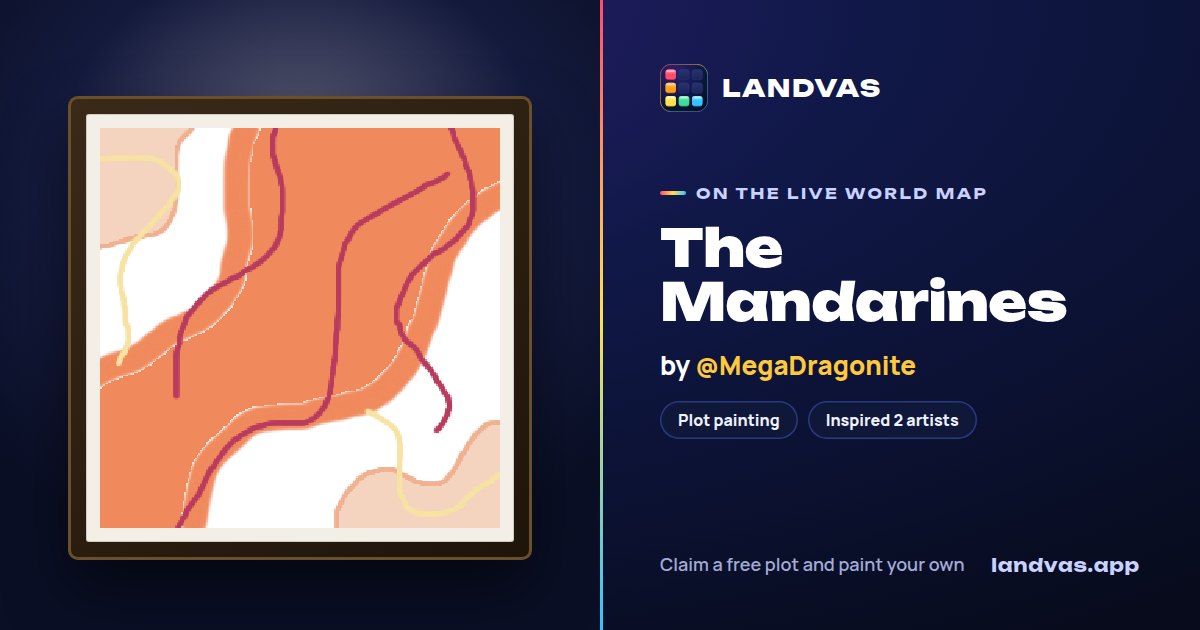 LANDVAS
ON THE LIVE WORLD MAP
The
Mandarines
by @MegaDragonite
Plot painting
Inspired 2 artists
Claim a free plot and paint your own
landvas.app